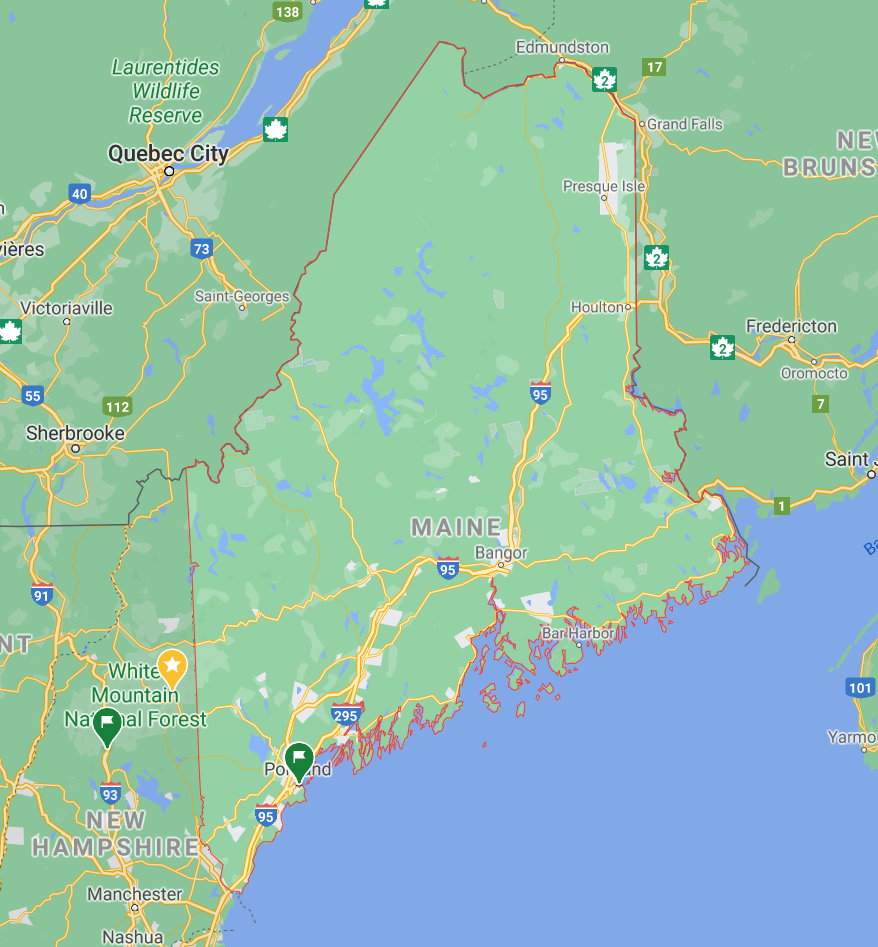 138
Edmundston
17
2
Laurentides
Wildlife
Reserve
Grand Falls
NEW
BRUNS
Quebec City
40
Presque Isle
ières
73
2
Saint-Georges
Victoriaville
Houlton
Fredericton
2
Oromocto
55
95
112
7
Sherbrooke
Saint J
1
MAINE
Ba
Bangor
95
91
Bar Harbor
NT
White
Mountain
National Forest
101
295
Yarmou
Portland
93
95
NEW
HAMPSHIRE
Manchester
Nashua